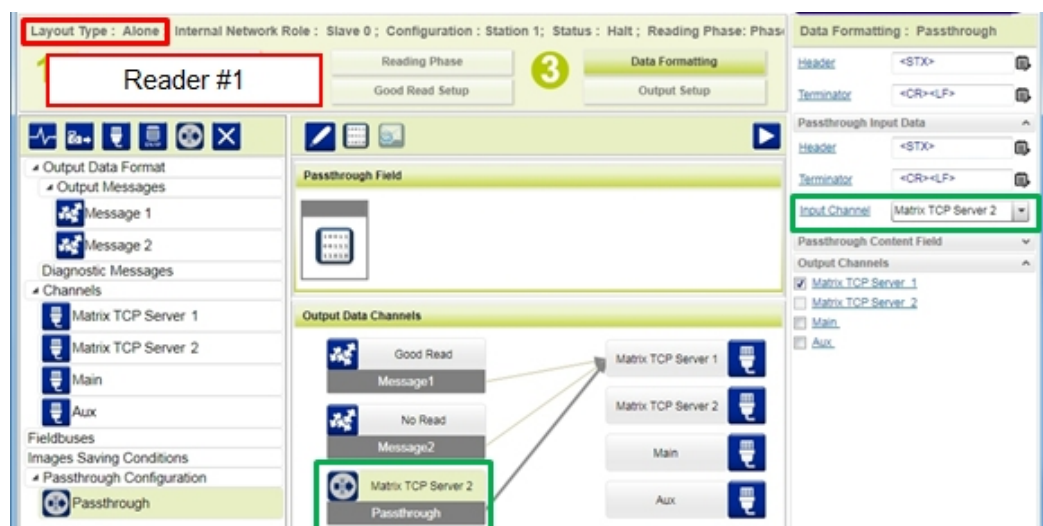 Layout Type : Alone Internal Network Role : Slave 0 ; Configuration : Station 1; Status : Halt ; Reading Phase: Phas
Reader #1
Reading Phase
Good Read Setup
3
Data Formatting
Output Setup
Output Data Format
Output Messages
Message 1
Message 2
Diagnostic Messages
Channels
Matrix TCP Server 1
Matrix TCP Server 2
Main
Aux
Fieldbuses
Images Saving Conditions
Passthrough Configuration
Passthrough
Passthrough Field
Output Data Channels
Good Read
Message1
No Read
Message2
Matrix TCP Server 2
Passthrough
Matrix TCP Server 1
Matrix TCP Server 2
Main
Aux
Data Formatting : Passthrough
Header <STX>
Terminator <CR><LF>
Passthrough Input Data
Header <STX>
Terminator <CR><LF>
Input Channel Matrix TCP Server 2
Passthrough Content Field
Output Channels
Matrix TCP Server 1
Matrix TCP Server 2
Main
Aux